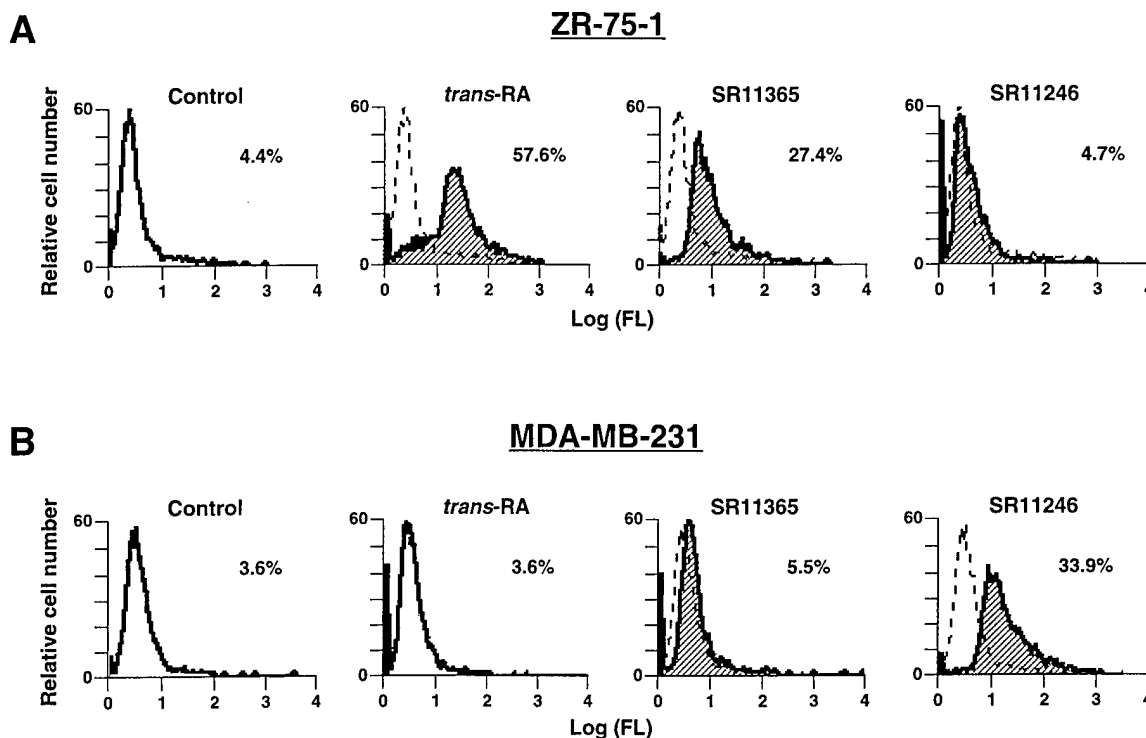 A
ZR-75-1
Control
trans-RA
SR11365
SR11246
60
60
60
60
4.4%
57.6%
27.4%
4.7%
Relative cell number
0
0
0
0
0 1 2 3 4
0 1 2 3 4
0 1 2 3 4
0 1 2 3 4
Log (FL)
B
MDA-MB-231
Control
trans-RA
SR11365
SR11246
60
60
60
60
3.6%
3.6%
5.5%
33.9%
Relative cell number
0
0
0
0
0 1 2 3 4
0 1 2 3 4
0 1 2 3 4
0 1 2 3 4
Log (FL)